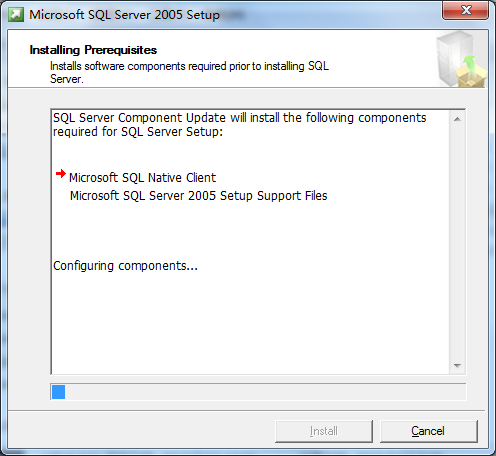 Microsoft SQL Server 2005 Setup
Installing Prerequisites
Installs software components required prior to installing SQL
Server.
SQL Server Component Update will install the following components
required for SQL Server Setup:
Microsoft SQL Native Client
Microsoft SQL Server 2005 Setup Support Files
Configuring components...
Install
Cancel